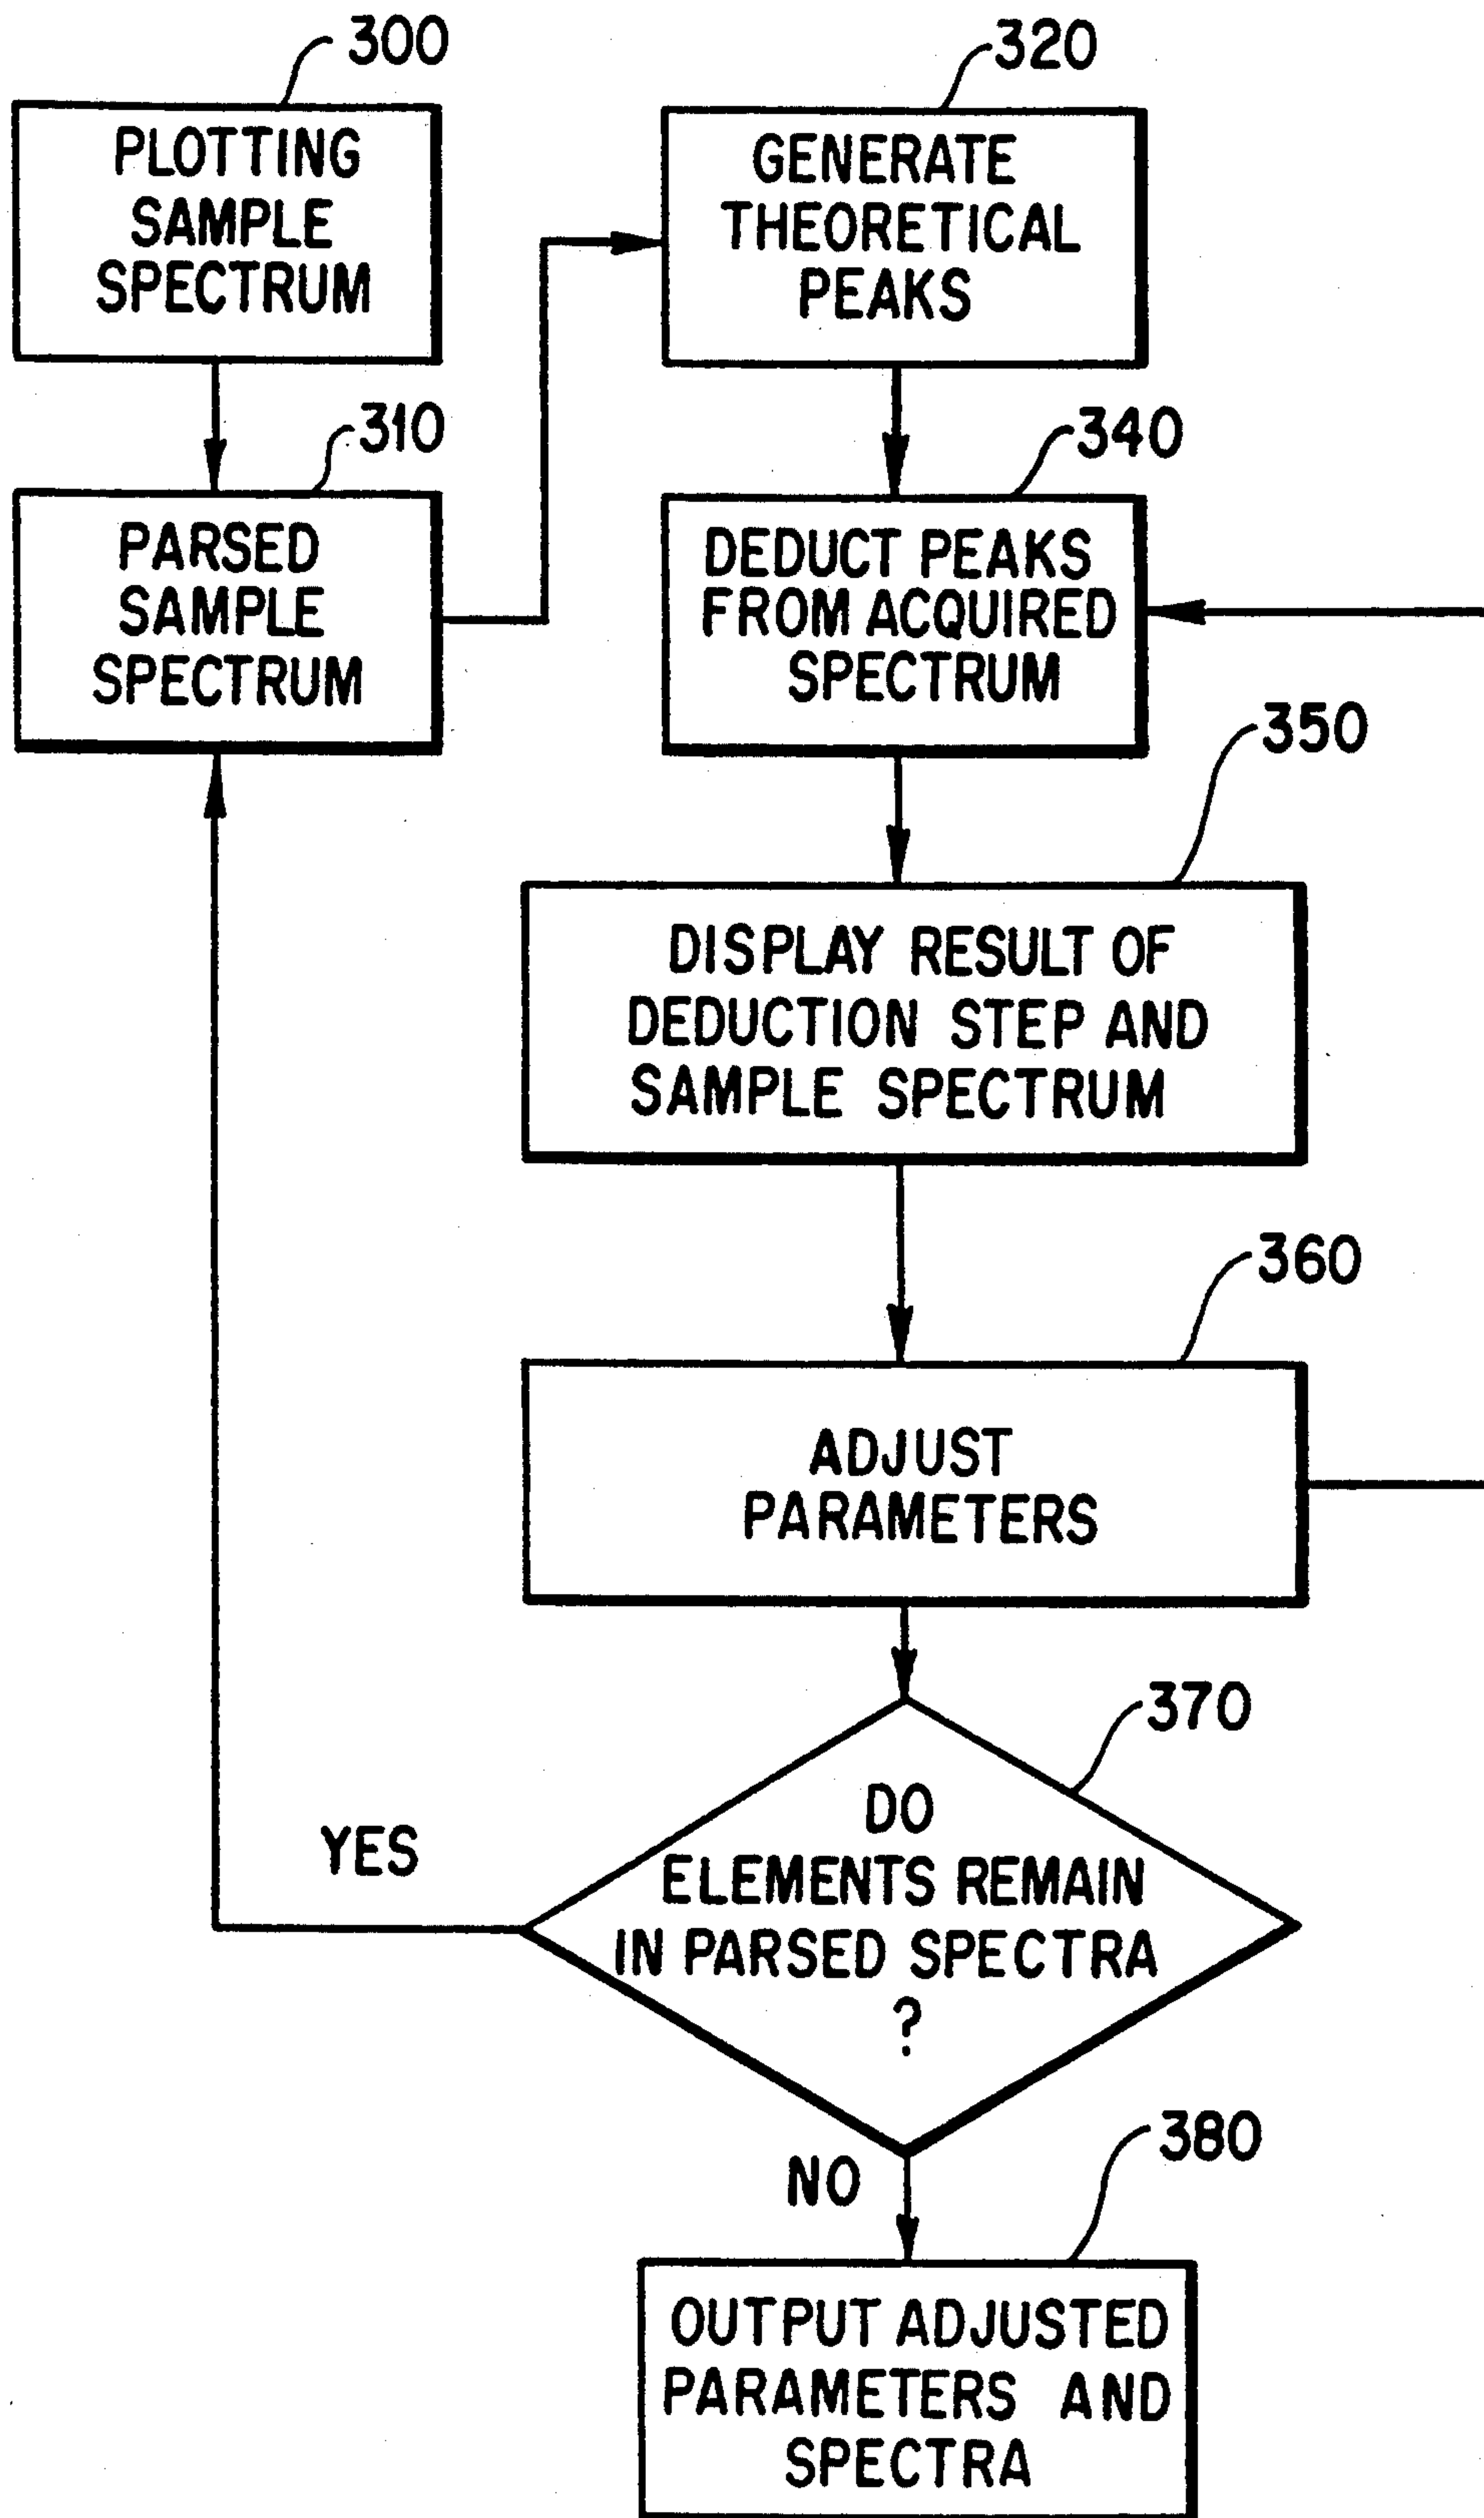 300
PLOTTING
SAMPLE
SPECTRUM
310
PARSED
SAMPLE
SPECTRUM
320
GENERATE
THEORETICAL
PEAKS
340
DEDUCT PEAKS
FROM ACQUIRED
SPECTRUM
350
DISPLAY RESULT OF
DEDUCTION STEP AND
SAMPLE SPECTRUM
360
ADJUST
PARAMETERS
370
DO
ELEMENTS REMAIN
IN PARSED SPECTRA
?
YES
NO
380
OUTPUT ADJUSTED
PARAMETERS AND
SPECTRA